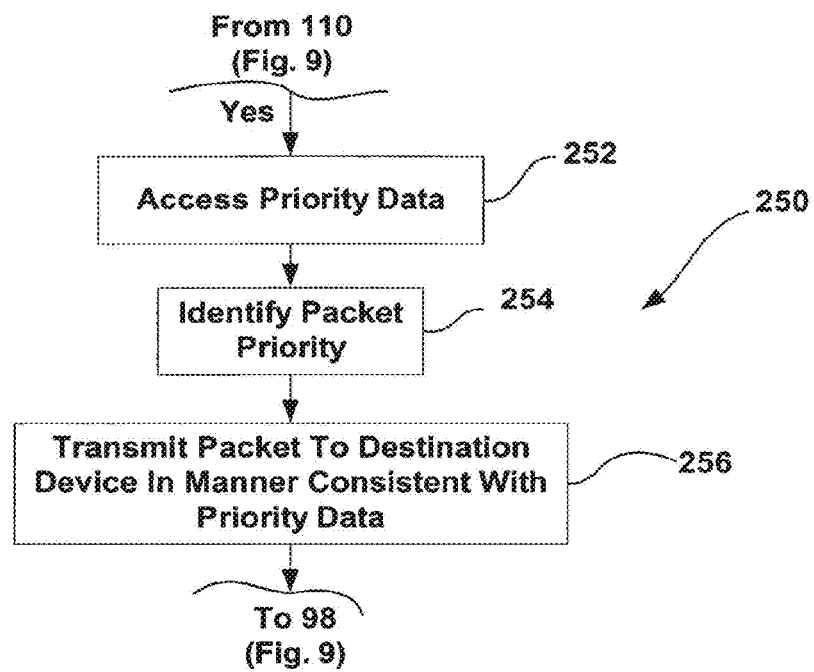 From 110
(Fig. 9)
Yes
252
Access Priority Data
250
254
Identify Packet
Priority
Transmit Packet To Destination
Device In Manner Consistent With
Priority Data
256
To 98
(Fig. 9)